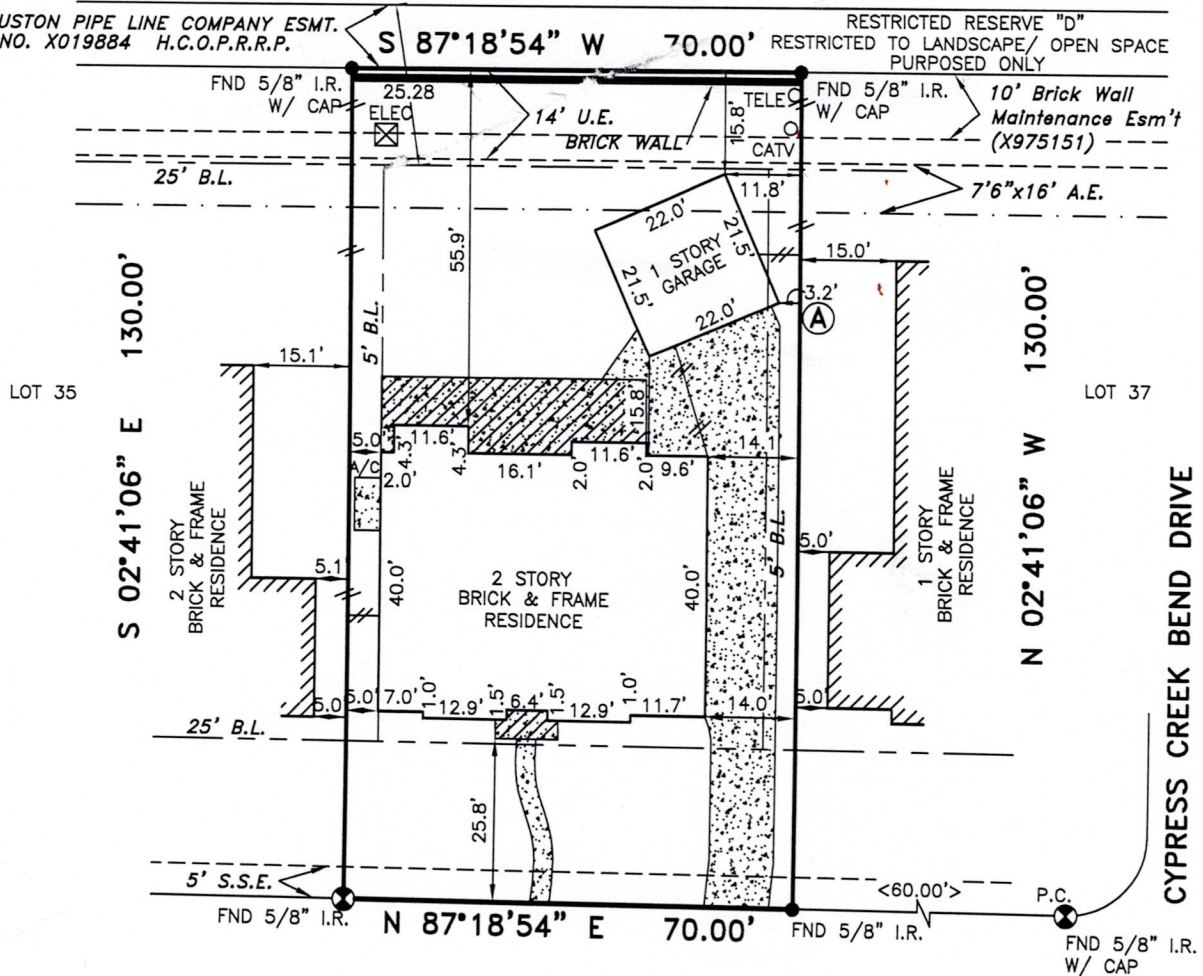 USTON PIPE LINE COMPANY ESMT.
NO. X019884 H.C.O.P.R.R.P.
S 87°18'54" W 70.00'
RESTRICTED RESERVE "D"
RESTRICTED TO LANDSCAPE/ OPEN SPACE
PURPOSED ONLY
FND 5/8" I.R.
W/ CAP
25.28
ELEC
14' U.E.
BRICK WALL
15.8'
TELE
CATV
FND 5/8" I.R.
W/ CAP
10' Brick Wall
Maintenance Esm't
(X975151)
25' B.L.
11.8'
7'6"x16' A.E.
55.9'
22.0'
21.5'
1 STORY
GARAGE
21.5'
22.0'
15.0'
3.2'
A
S 02°41'06" E 130.00'
N 02°41'06" W 130.00'
5' B.L.
15.1'
LOT 35
LOT 37
15.8'
5.0'
4.3'
11.6'
4.3'
16.1'
2.0'
11.6'
2.0'
9.6'
14.1'
A/C
2.0'
2 STORY
BRICK & FRAME
RESIDENCE
5.1'
40.0'
2 STORY
BRICK & FRAME
RESIDENCE
40.0'
5' B.L.
5.0'
1 STORY
BRICK & FRAME
RESIDENCE
CYPRESS CREEK BEND DRIVE
5.0'
5.0'
7.0'
1.0'
12.9'
1.5'
6.4'
1.5'
12.9'
1.0'
11.7'
14.0'
5.0'
25' B.L.
25.8'
5' S.S.E.
<60.00'>
P.C.
FND 5/8" I.R.
N 87°18'54" E 70.00'
FND 5/8" I.R.
FND 5/8" I.R.
W/ CAP